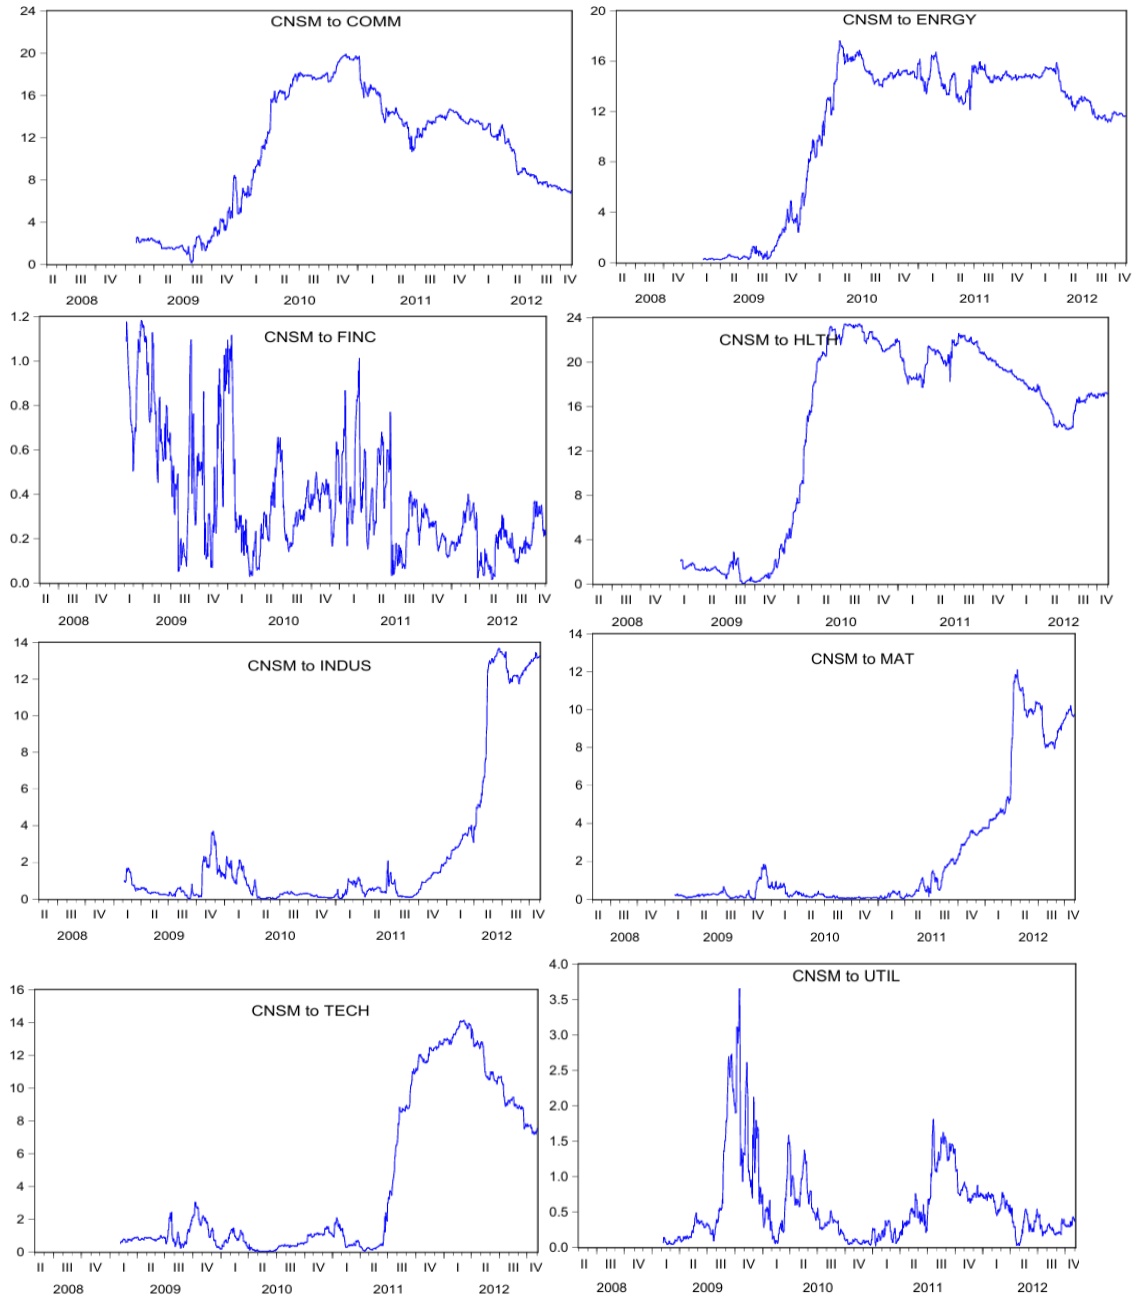 CNSM to COMM
24
20
16
12
8
4
0
II III IV I II III IV I II III IV I II III IV I II III IV
2008 2009 2010 2011 2012
CNSM to ENRGY
20
16
12
8
4
0
II III IV I II III IV I II III IV I II III IV I II III IV
2008 2009 2010 2011 2012
CNSM to FINC
1.2
1.0
0.8
0.6
0.4
0.2
0.0
II III IV I II III IV I II III IV I II III IV I II III IV
2008 2009 2010 2011 2012
CNSM to HLTH
24
20
16
12
8
4
0
II III IV I II III IV I II III IV I II III IV I II III IV
2008 2009 2010 2011 2012
CNSM to INDUS
14
12
10
8
6
4
2
0
II III IV I II III IV I II III IV I II III IV I II III IV
2008 2009 2010 2011 2012
CNSM to MAT
14
12
10
8
6
4
2
0
II III IV I II III IV I II III IV I II III IV I II III IV
2008 2009 2010 2011 2012
CNSM to TECH
16
14
12
10
8
6
4
2
0
II III IV I II III IV I II III IV I II III IV I II III IV
2008 2009 2010 2011 2012
CNSM to UTIL
4.0
3.5
3.0
2.5
2.0
1.5
1.0
0.5
0.0
II III IV I II III IV I II III IV I II III IV I II III IV
2008 2009 2010 2011 2012